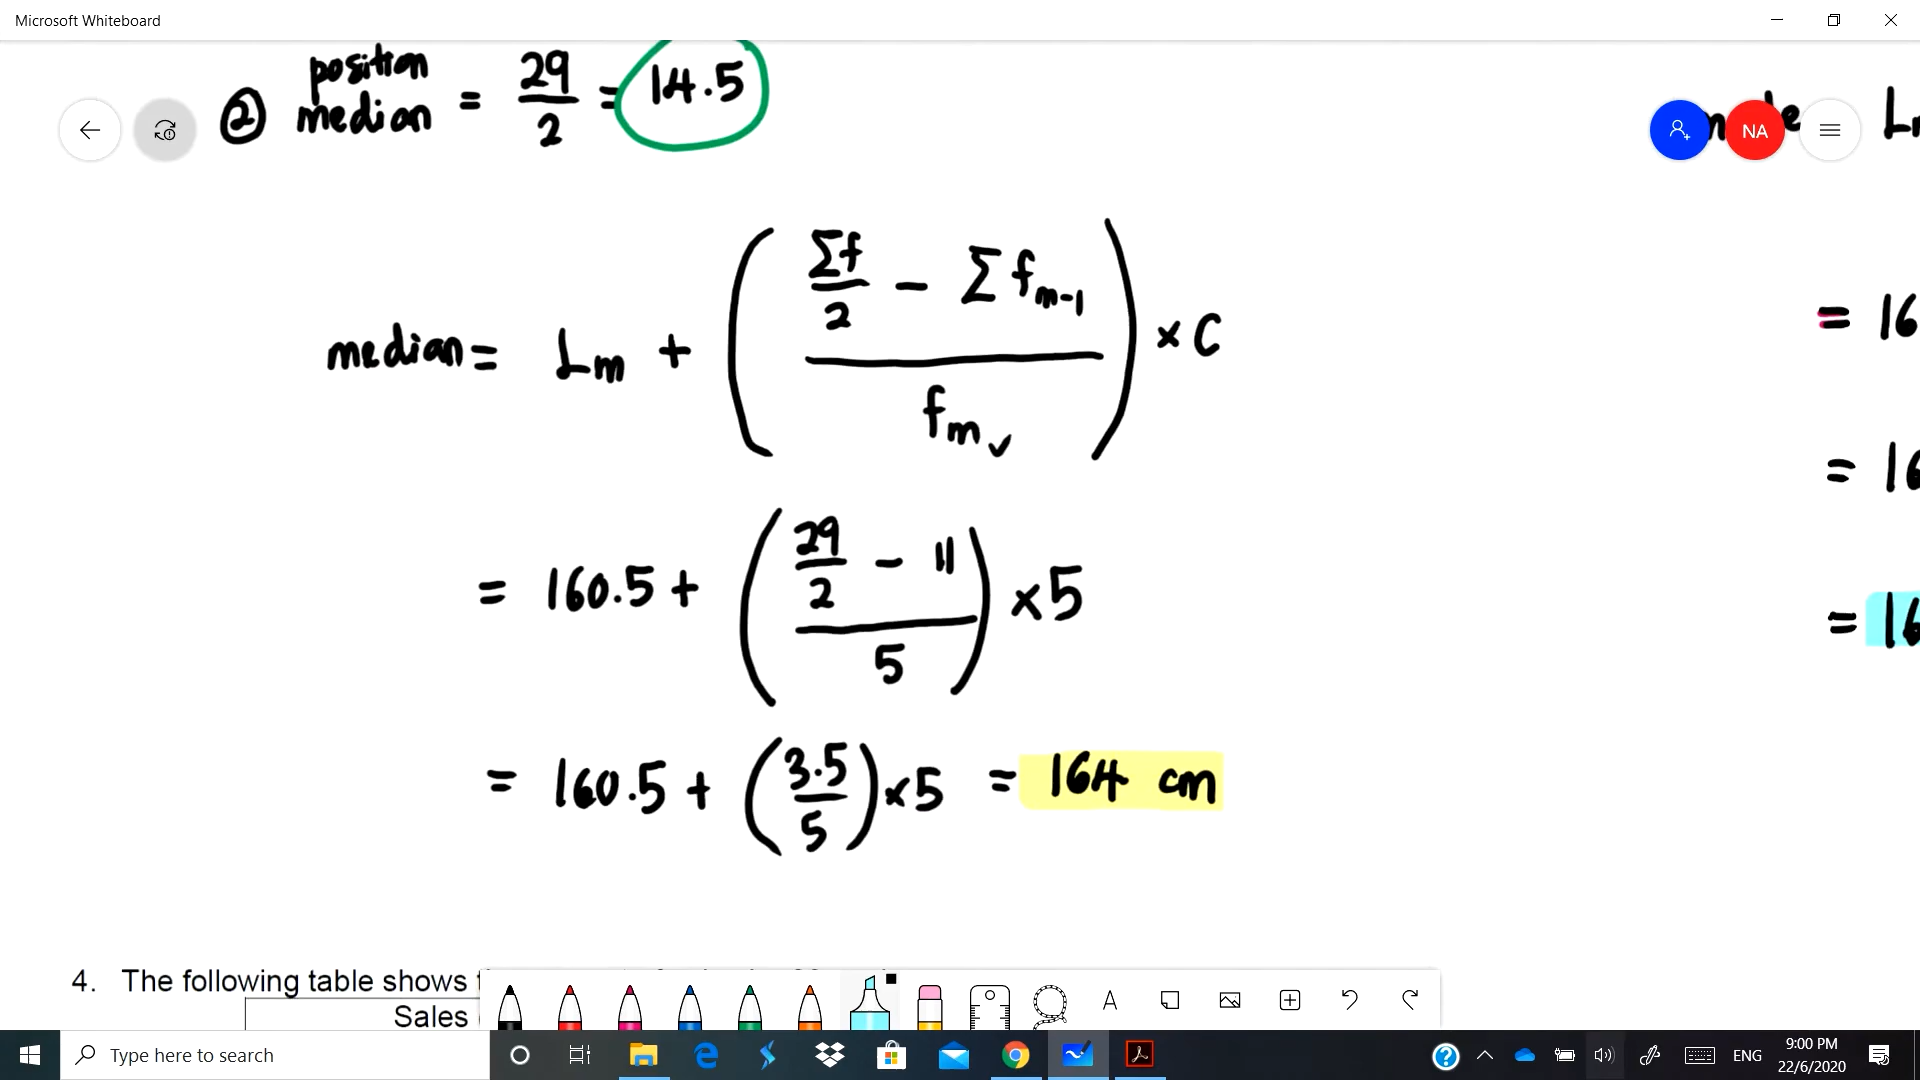 Microsoft Whiteboard
② position median = 29/2 = 14.5
L
NA
median = Lm + ( (Σf/2 - Σfm-1) / fm ) × C
= 16
= 160.5 + ( (29/2 - 11) / 5 ) × 5
= 16
= 160.5 + ( 3.5/5 ) × 5 = 164 cm
= 16
4. The following table shows
Sales
A
Type here to search
ENG
9:00 PM
22/6/2020